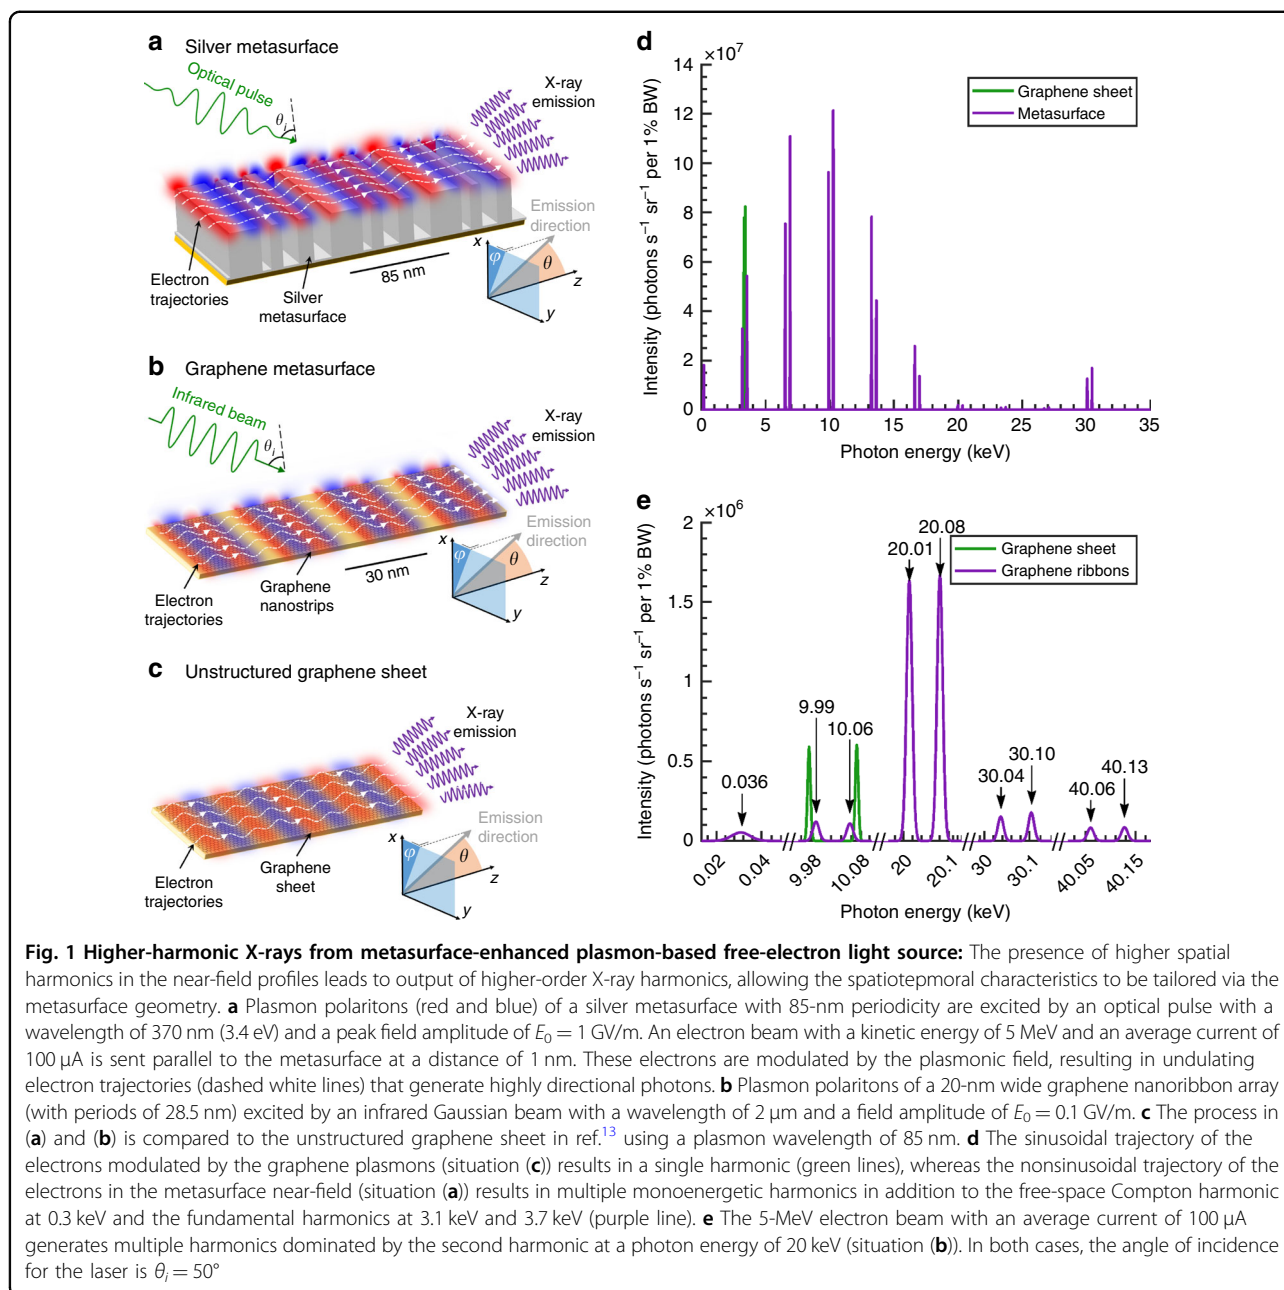 a Silver metasurface
Optical pulse
θi
X-ray
emission
Emission
direction
x
φ
θ
z
y
85 nm
Electron
trajectories
Silver
metasurface
b Graphene metasurface
Infrared beam
θi
X-ray
emission
Emission
direction
x
φ
θ
z
y
30 nm
Electron
trajectories
Graphene
nanostrips
c Unstructured graphene sheet
X-ray
emission
Emission
direction
x
φ
θ
z
y
Electron
trajectories
Graphene
sheet
d
×10⁷
Intensity (photons s⁻¹ sr⁻¹ per 1% BW)
14
12
10
8
6
4
2
0
Graphene sheet
Metasurface
0 5 10 15 20 25 30 35
Photon energy (keV)
e
×10⁶
Intensity (photons s⁻¹ sr⁻¹ per 1% BW)
2
1.5
1
0.5
0
20.08
20.01
Graphene sheet
Graphene ribbons
9.99
10.06
0.036
30.04
30.10
40.06
40.13
0.02 0.04 9.98 10.08 20 20.1 30 30.1 40.05 40.15
Photon energy (keV)
Fig. 1 Higher-harmonic X-rays from metasurface-enhanced plasmon-based free-electron light source: The presence of higher spatial
harmonics in the near-field profiles leads to output of higher-order X-ray harmonics, allowing the spatiotepmoral characteristics to be tailored via the
metasurface geometry. a Plasmon polaritons (red and blue) of a silver metasurface with 85-nm periodicity are excited by an optical pulse with a
wavelength of 370 nm (3.4 eV) and a peak field amplitude of E₀ = 1 GV/m. An electron beam with a kinetic energy of 5 MeV and an average current of
100 µA is sent parallel to the metasurface at a distance of 1 nm. These electrons are modulated by the plasmonic field, resulting in undulating
electron trajectories (dashed white lines) that generate highly directional photons. b Plasmon polaritons of a 20-nm wide graphene nanoribbon array
(with periods of 28.5 nm) excited by an infrared Gaussian beam with a wavelength of 2 µm and a field amplitude of E₀ = 0.1 GV/m. c The process in
(a) and (b) is compared to the unstructured graphene sheet in ref.¹³ using a plasmon wavelength of 85 nm. d The sinusoidal trajectory of the
electrons modulated by the graphene plasmons (situation (c)) results in a single harmonic (green lines), whereas the nonsinusoidal trajectory of the
electrons in the metasurface near-field (situation (a)) results in multiple monoenergetic harmonics in addition to the free-space Compton harmonic
at 0.3 keV and the fundamental harmonics at 3.1 keV and 3.7 keV (purple line). e The 5-MeV electron beam with an average current of 100 µA
generates multiple harmonics dominated by the second harmonic at a photon energy of 20 keV (situation (b)). In both cases, the angle of incidence
for the laser is θi = 50°